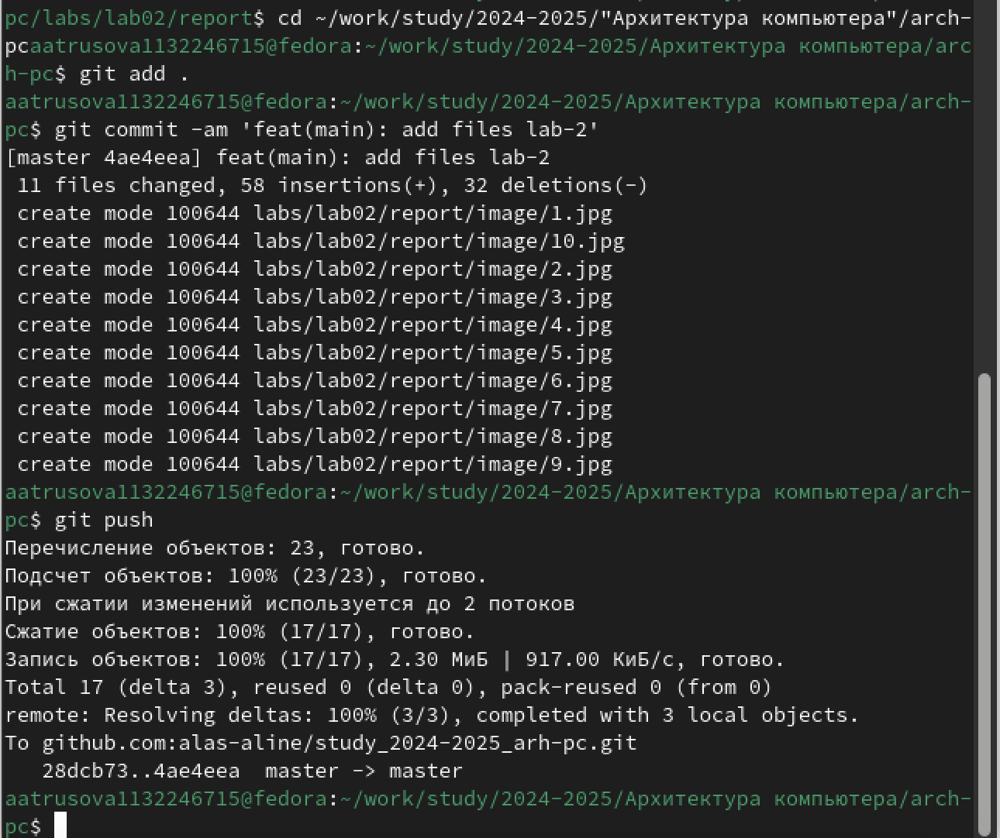 pc/labs/lab02/report$ cd ~/work/study/2024-2025/"Архитектура компьютера"/arch-
pcaatrusova1132246715@fedora:~/work/study/2024-2025/Архитектура компьютера/arc
h-pc$ git add .
aatrusova1132246715@fedora:~/work/study/2024-2025/Архитектура компьютера/arch-
pc$ git commit -am 'feat(main): add files lab-2'
[master 4ae4eea] feat(main): add files lab-2
 11 files changed, 58 insertions(+), 32 deletions(-)
 create mode 100644 labs/lab02/report/image/1.jpg
 create mode 100644 labs/lab02/report/image/10.jpg
 create mode 100644 labs/lab02/report/image/2.jpg
 create mode 100644 labs/lab02/report/image/3.jpg
 create mode 100644 labs/lab02/report/image/4.jpg
 create mode 100644 labs/lab02/report/image/5.jpg
 create mode 100644 labs/lab02/report/image/6.jpg
 create mode 100644 labs/lab02/report/image/7.jpg
 create mode 100644 labs/lab02/report/image/8.jpg
 create mode 100644 labs/lab02/report/image/9.jpg
aatrusova1132246715@fedora:~/work/study/2024-2025/Архитектура компьютера/arch-
pc$ git push
Перечисление объектов: 23, готово.
Подсчет объектов: 100% (23/23), готово.
При сжатии изменений используется до 2 потоков
Сжатие объектов: 100% (17/17), готово.
Запись объектов: 100% (17/17), 2.30 МиБ | 917.00 КиБ/с, готово.
Total 17 (delta 3), reused 0 (delta 0), pack-reused 0 (from 0)
remote: Resolving deltas: 100% (3/3), completed with 3 local objects.
To github.com:alas-aline/study_2024-2025_arh-pc.git
   28dcb73..4ae4eea  master -> master
aatrusova1132246715@fedora:~/work/study/2024-2025/Архитектура компьютера/arch-
pc$